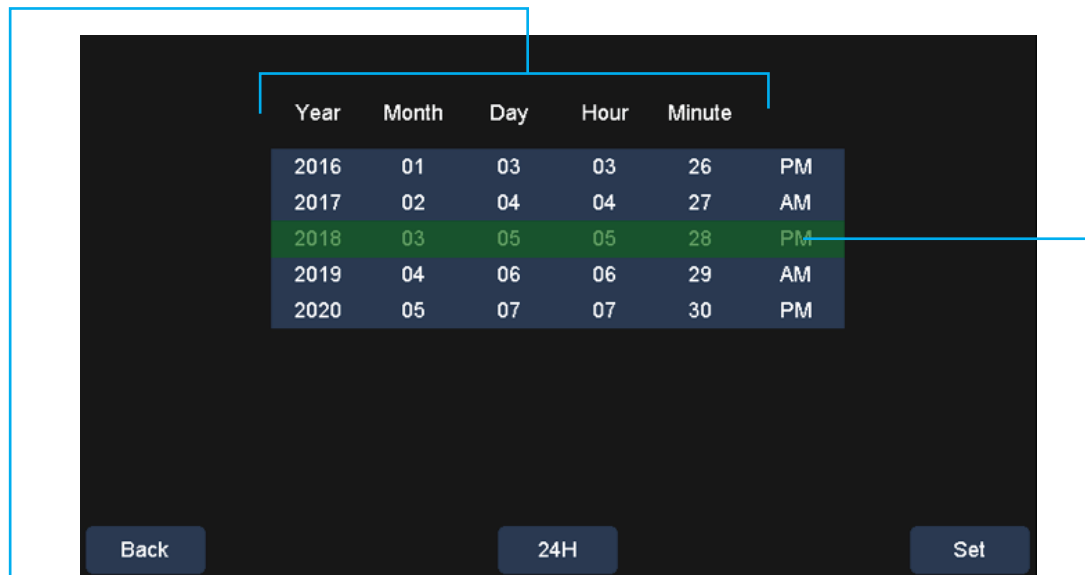 Year Month Day Hour Minute
2016 01 03 03 26 PM
2017 02 04 04 27 AM
2018 03 05 05 28 PM
2019 04 06 06 29 AM
2020 05 07 07 30 PM
Back 24H Set